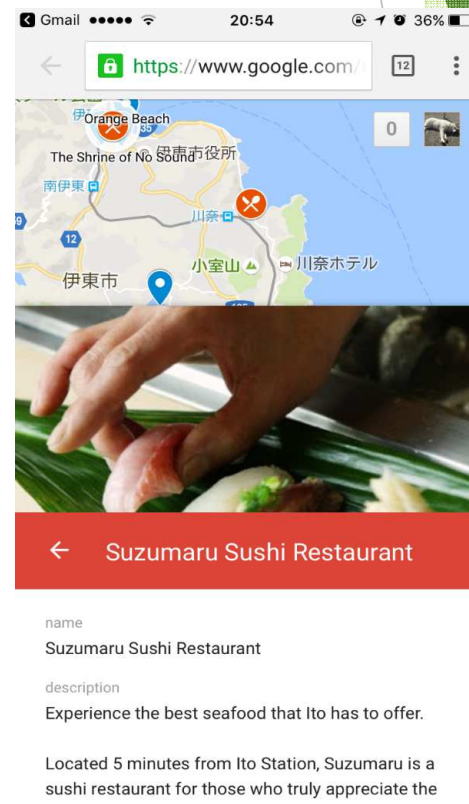 Gmail 20:54 36%
https://www.google.com/
12
Orange Beach
135
0
The Shrine of No Sound
伊東市役所
南伊東
川奈
12
小室山
川奈ホテル
伊東市
Suzumaru Sushi Restaurant
name
Suzumaru Sushi Restaurant
description
Experience the best seafood that Ito has to offer.
Located 5 minutes from Ito Station, Suzumaru is a
sushi restaurant for those who truly appreciate the